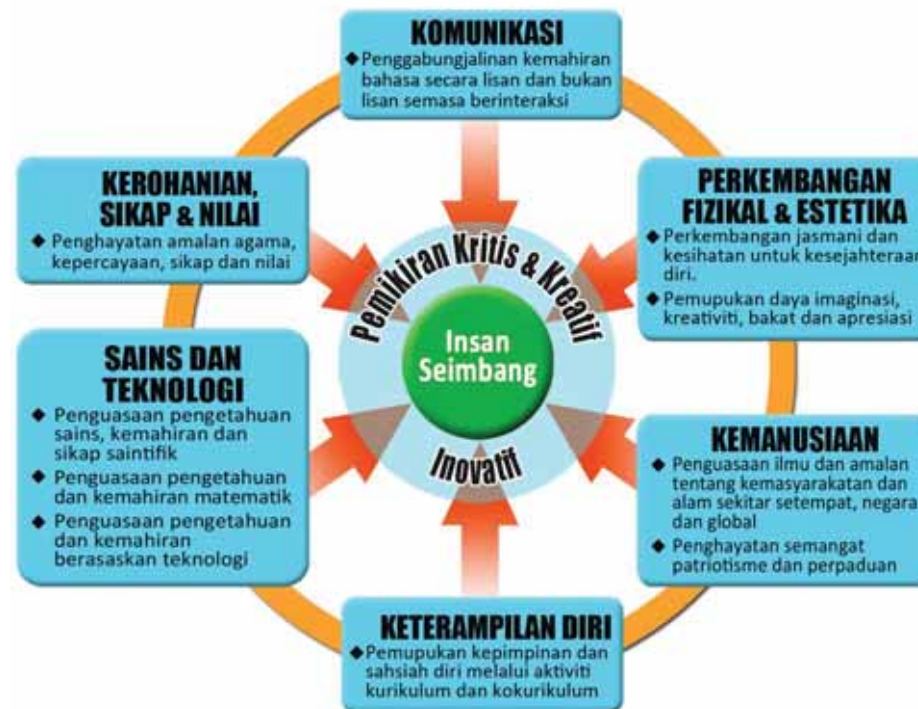 KOMUNIKASI
◆ Penggabungjalinan kemahiran
bahasa secara lisan dan bukan
lisan semasa berinteraksi
KEROHANIAN,
SIKAP & NILAI
◆ Penghayatan amalan agama,
kepercayaan, sikap dan nilai
PERKEMBANGAN
FIZIKAL & ESTETIKA
◆ Perkembangan jasmani dan
kesihatan untuk kesejahteraan
diri.
◆ Pemupukan daya imaginasi,
kreativiti, bakat dan apresiasi
Pemikiran Kritis & Kreatif
Insan
Seimbang
Inovatif
SAINS DAN
TEKNOLOGI
◆ Penguasaan pengetahuan
sains, kemahiran dan
sikap saintifik
◆ Penguasaan pengetahuan
dan kemahiran matematik
◆ Penguasaan pengetahuan
dan kemahiran
berasaskan teknologi
KEMANUSIAAN
◆ Penguasaan ilmu dan amalan
tentang kemasyarakatan dan
alam sekitar setempat, negara
dan global
◆ Penghayatan semangat
patriotisme dan perpaduan
KETERAMPILAN DIRI
◆ Pemupukan kepimpinan dan
sahsiah diri melalui aktiviti
kurikulum dan kokurikulum